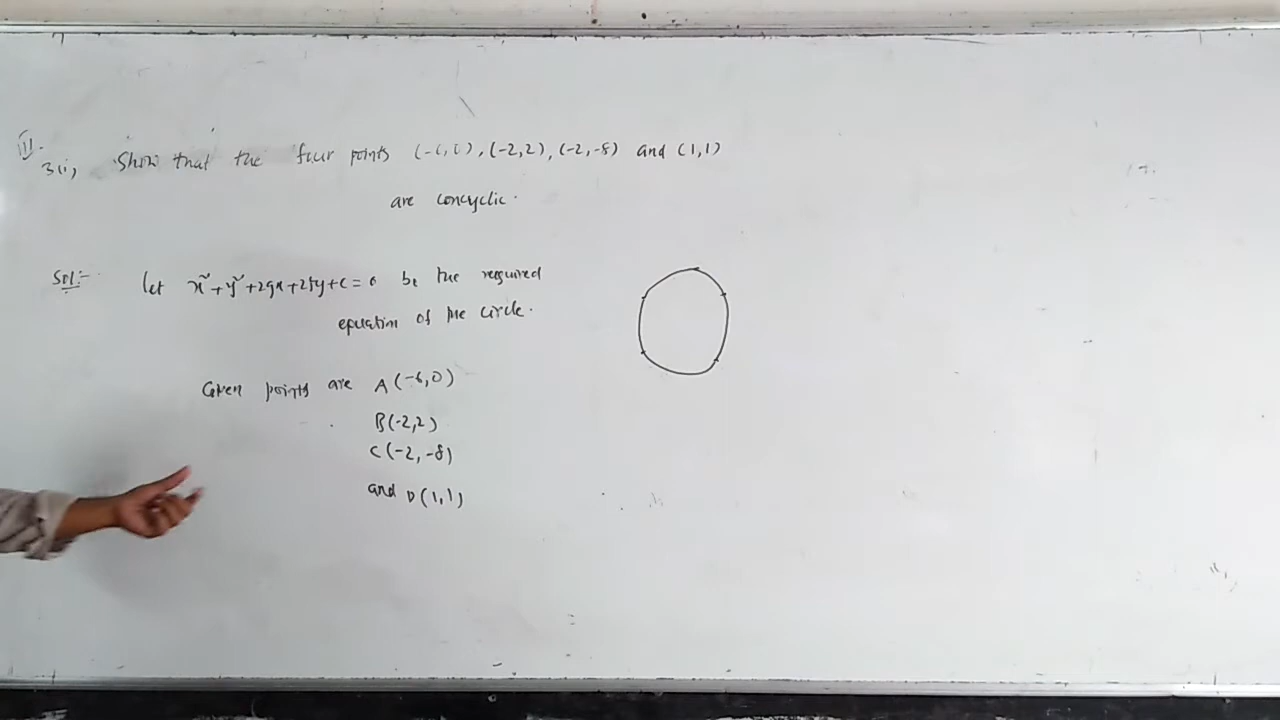 II.
3(i), Show that the four points (-6,0), (-2,2), (-2,-8) and (1,1)
are concyclic.
Sol:- let x²+y²+2gx+2fy+c=0 be the required
equation of the circle.
Given points are A(-6,0)
B(-2,2)
C(-2,-8)
and D(1,1)